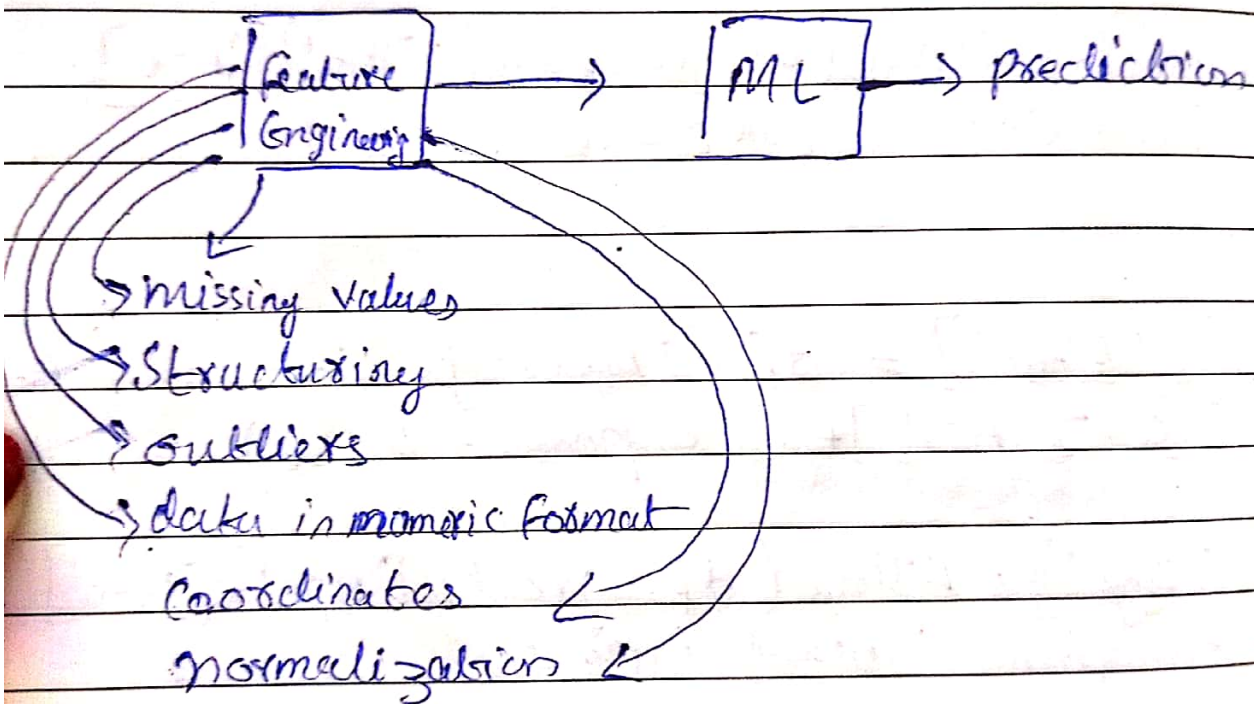 Feature
Engineering
ML
prediction
missing values
Structuring
outliers
data in numeric format
Coordinates
normalization